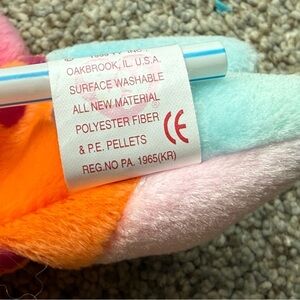 OAKBROOK, IL. U.S.A.
SURFACE WASHABLE
ALL NEW MATERIAL
POLYESTER FIBER
& P.E. PELLETS
REG.NO PA. 1965(KR)
CE